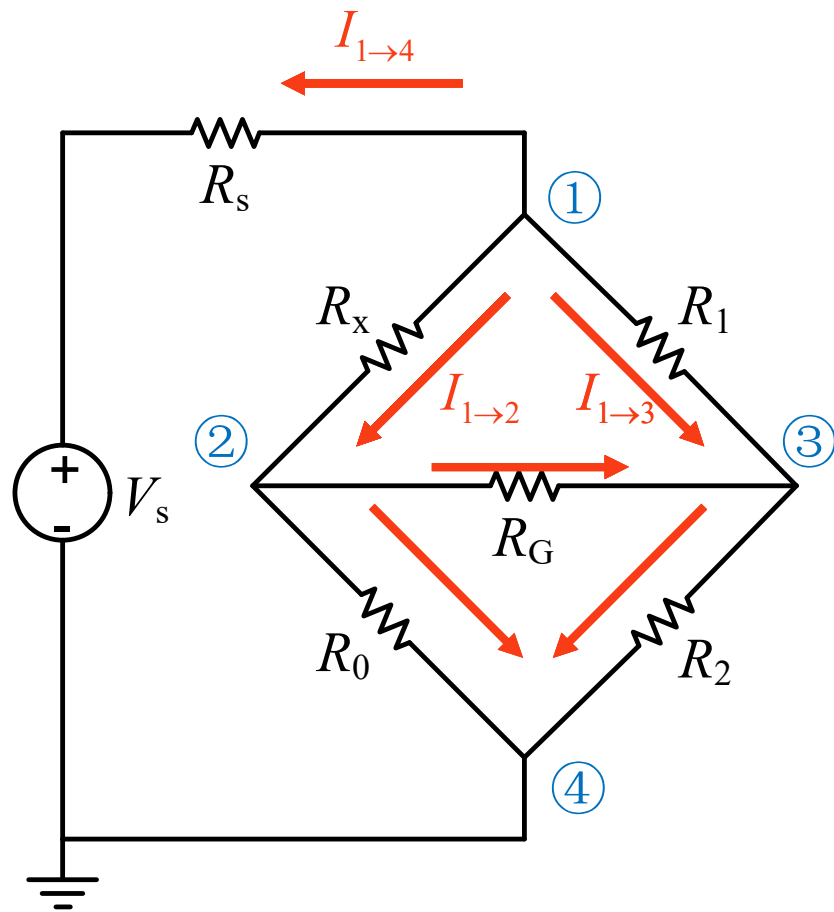 I1→4
Rs
①
Rx
R1
I1→2
I1→3
②
③
+
-
Vs
RG
R0
R2
④